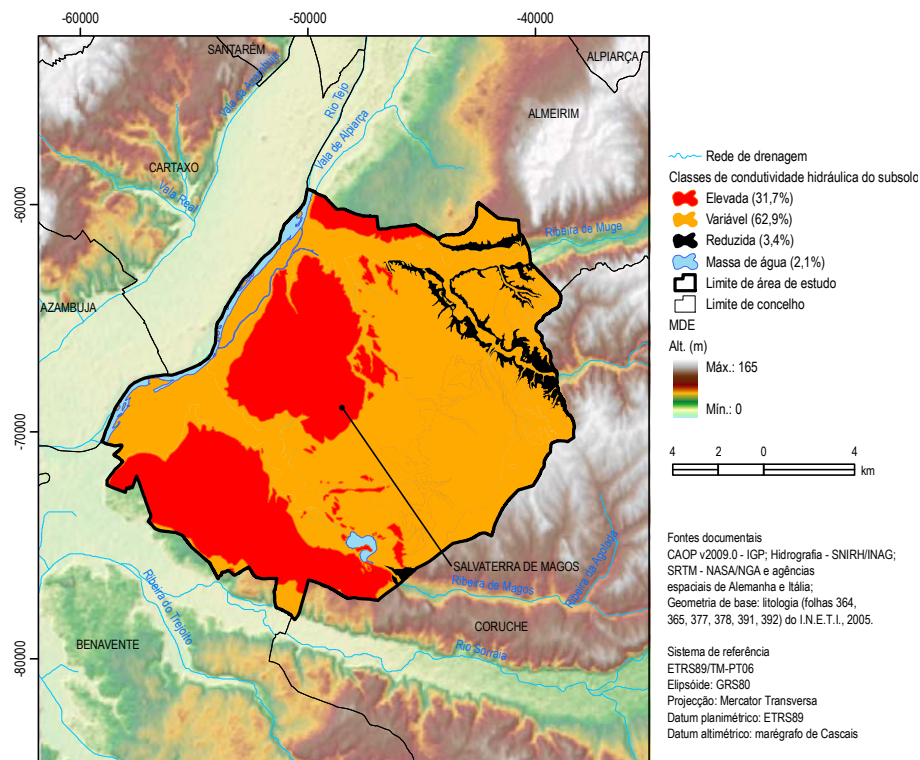 -60000
-50000
-40000
-60000
-70000
-80000
SANTARÉM
ALPIARÇA
Vala da Azambuja
Rio Tejo
Vala de Alpiarça
ALMEIRIM
CARTAXO
Vala Real
Ribeira de Muge
AZAMBUJA
SALVATERRA DE MAGOS
Ribeira de Magos
Ribeira da Agolada
CORUCHE
Ribeira do Trejoito
Rio Sorraia
BENAVENTE
Rede de drenagem
Classes de condutividade hidráulica do subsolo
Elevada (31,7%)
Variável (62,9%)
Reduzida (3,4%)
Massa de água (2,1%)
Limite de área de estudo
Limite de concelho
MDE
Alt. (m)
Máx.: 165
Mín.: 0
4 2 0 4
km
Fontes documentais
CAOP v2009.0 - IGP; Hidrografia - SNIRH/INAG;
SRTM - NASA/NGA e agências
espaciais de Alemanha e Itália;
Geometria de base: litologia (folhas 364,
365, 377, 378, 391, 392) do I.N.E.T.I., 2005.
Sistema de referência
ETRS89/TM-PT06
Elipsóide: GRS80
Projecção: Mercator Transversa
Datum planimétrico: ETRS89
Datum altimétrico: marégrafo de Cascais